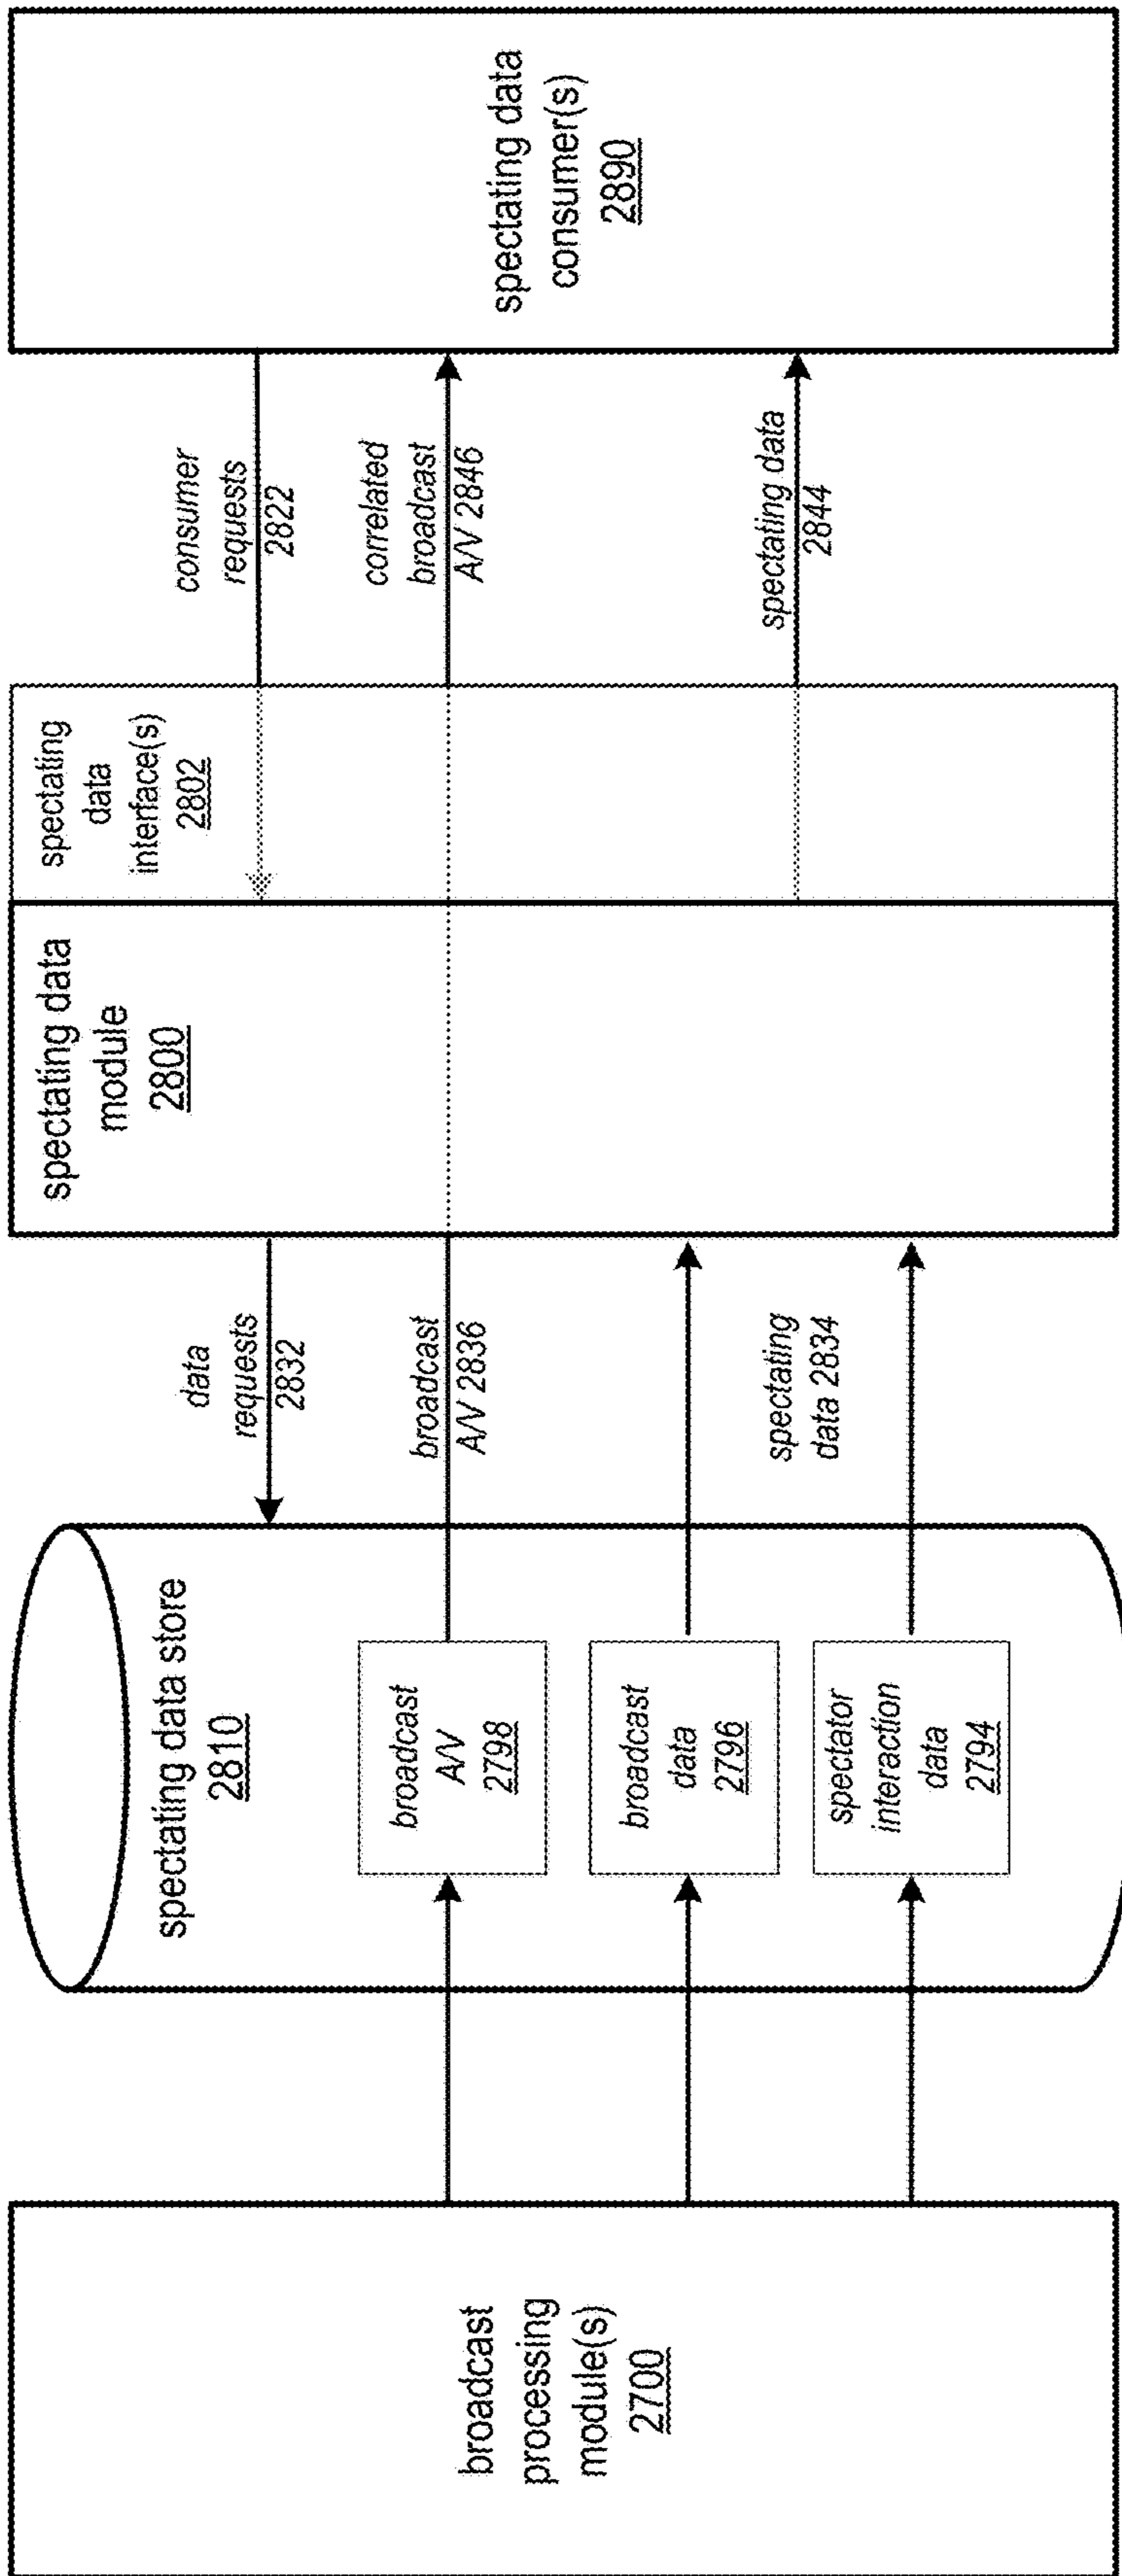 broadcast
processing
module(s)
2700
spectating data store
2810
broadcast
A/V
2798
broadcast
data
2796
spectator
interaction
data
2794
data
requests
2832
broadcast
A/V 2836
spectating
data 2834
spectating data
module
2800
spectating
data
interface(s)
2802
consumer
requests
2822
correlated
broadcast
A/V 2846
spectating data
2844
spectating data
consumer(s)
2890